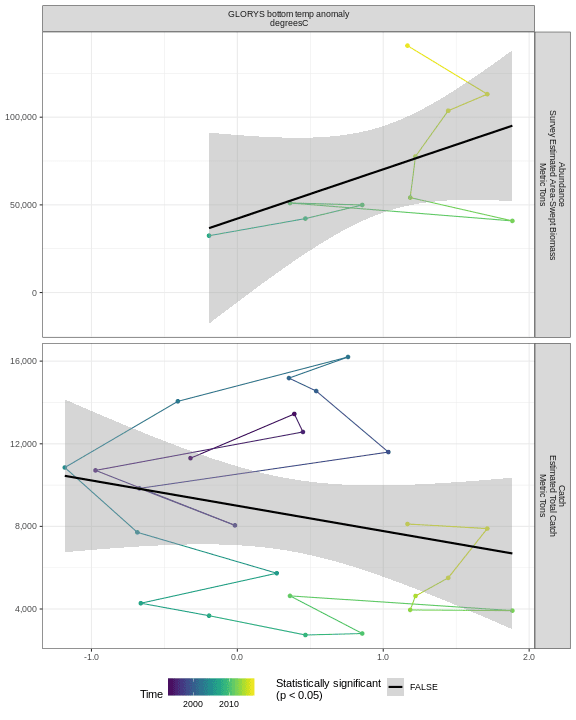 GLORYS bottom temp anomaly
degreesC
100,000
50,000
0
Abundance
Survey Estimated Area-Swept Biomass
Metric Tons
16,000
12,000
8,000
4,000
Catch
Estimated Total Catch
Metric Tons
-1.0 0.0 1.0 2.0
Time
2000 2010
Statistically significant
(p < 0.05)
FALSE